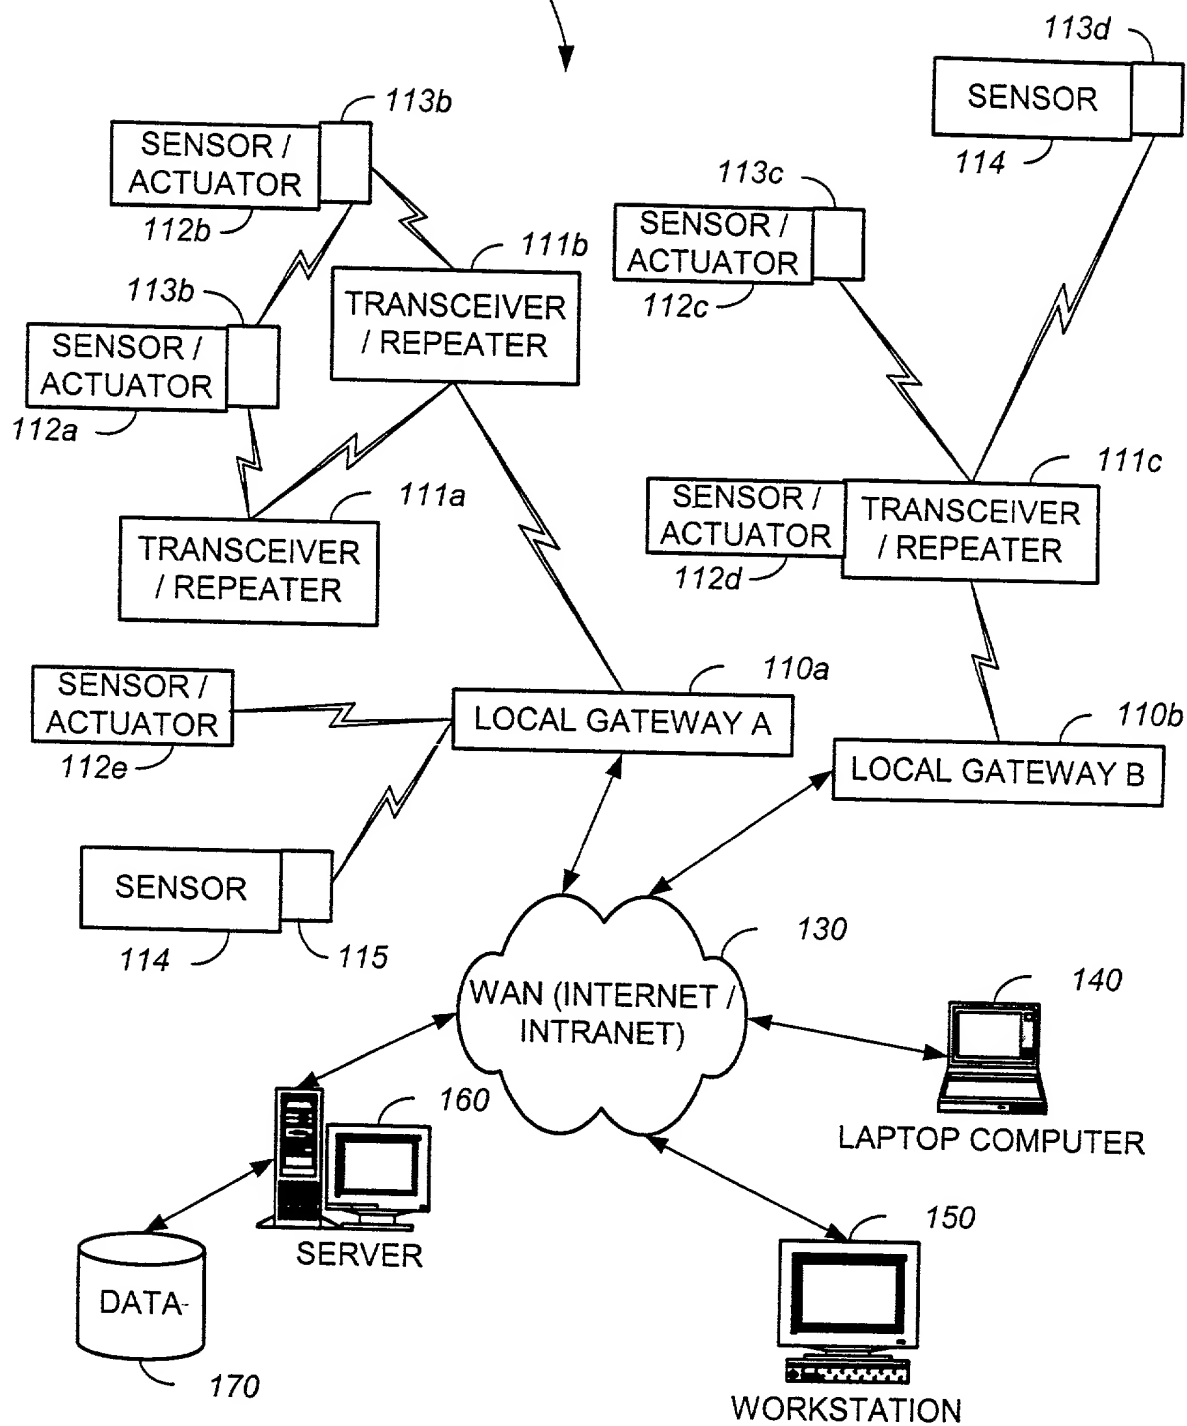 113d
SENSOR
114
113b
SENSOR /
ACTUATOR
112b
113c
SENSOR /
ACTUATOR
112c
111b
TRANSCEIVER
/ REPEATER
113b
SENSOR /
ACTUATOR
112a
111a
TRANSCEIVER
/ REPEATER
111c
SENSOR /
ACTUATOR
112d
TRANSCEIVER
/ REPEATER
110a
LOCAL GATEWAY A
SENSOR /
ACTUATOR
112e
110b
LOCAL GATEWAY B
SENSOR
114
115
130
WAN (INTERNET /
INTRANET)
140
LAPTOP COMPUTER
160
SERVER
150
WORKSTATION
DATA
170